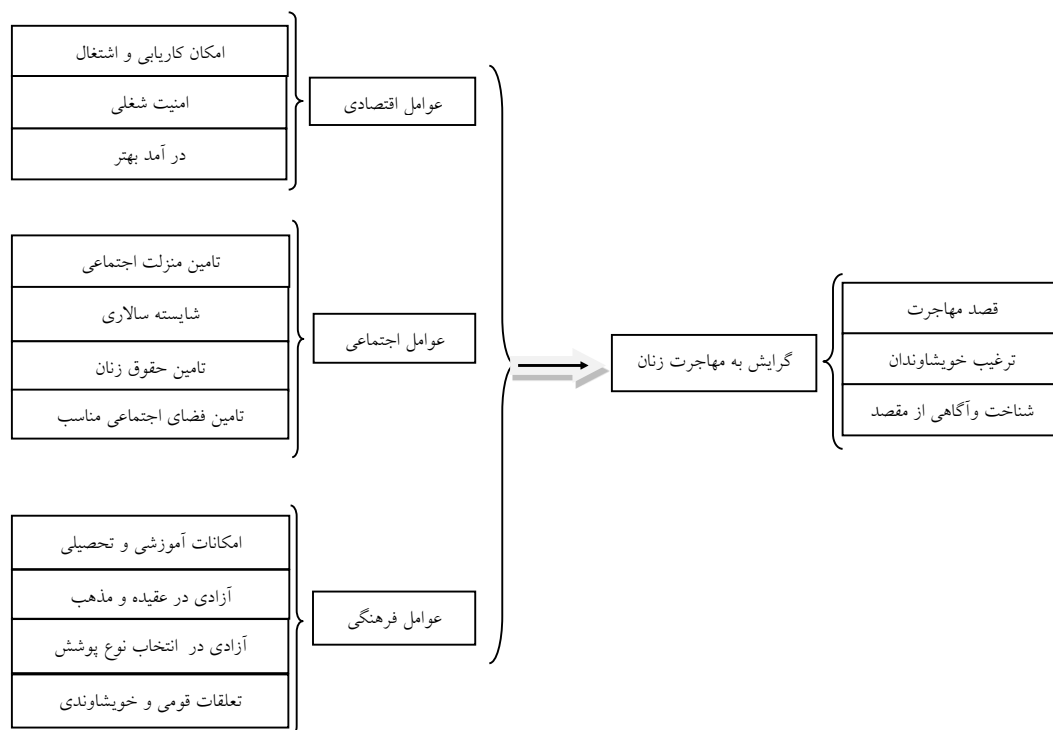 امکان کاریابی و اشتغال
امنیت شغلی
در آمد بهتر
عوامل اقتصادی
تامین منزلت اجتماعی
شایسته سالاری
تامین حقوق زنان
تامین فضای اجتماعی مناسب
عوامل اجتماعی
امکانات آموزشی و تحصیلی
آزادی در عقیده و مذهب
آزادی در انتخاب نوع پوشش
تعلقات قومی و خویشاوندی
عوامل فرهنگی
گرایش به مهاجرت زنان
قصد مهاجرت
ترغیب خویشاوندان
شناخت وآگاهی از مقصد